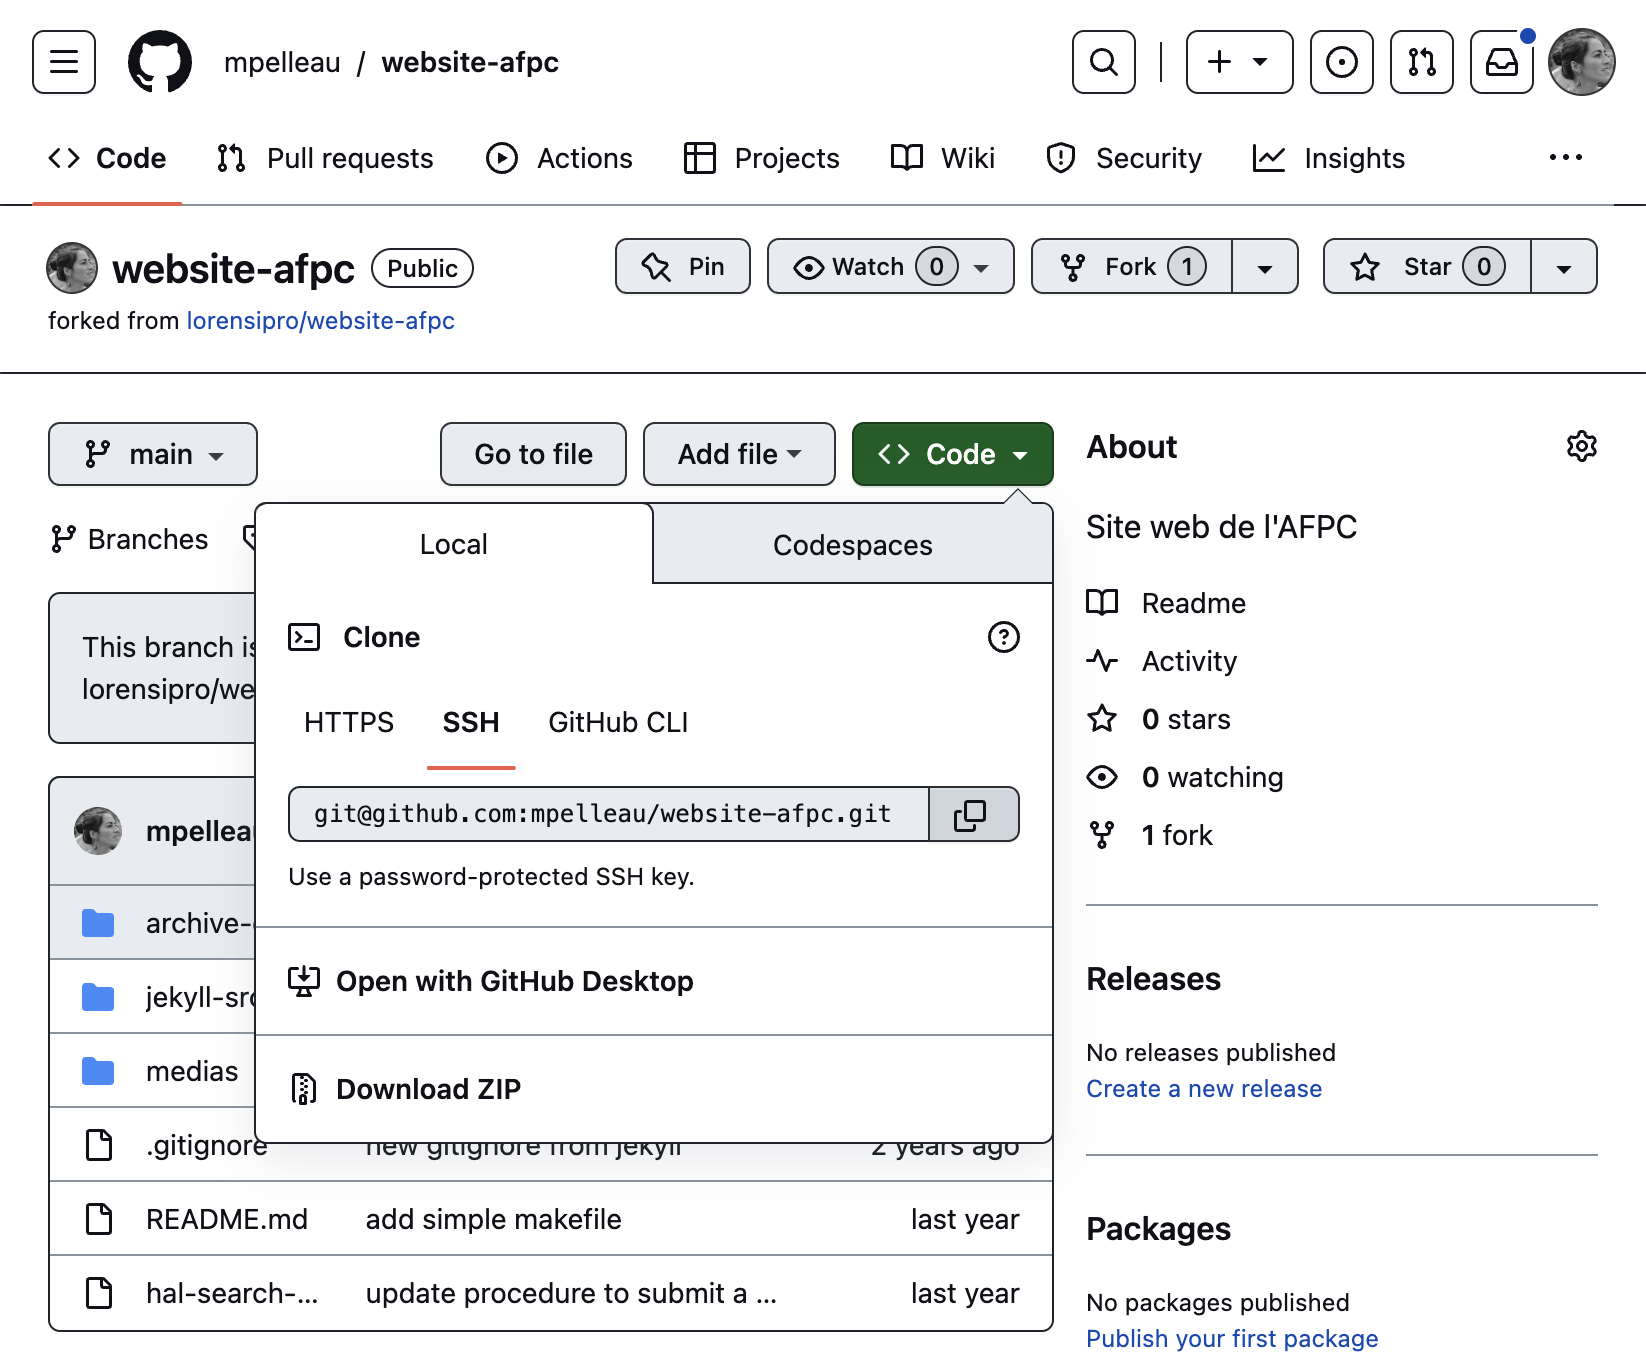 mpelleau / website-afpc
Code Pull requests Actions Projects Wiki Security Insights
website-afpc Public
Pin Watch 0 Fork 1 Star 0
forked from lorensipro/website-afpc
main Go to file Add file Code
Branches
This branch is
lorensipro/we
Local Codespaces
Clone
HTTPS SSH GitHub CLI
git@github.com:mpelleau/website-afpc.git
Use a password-protected SSH key.
Open with GitHub Desktop
Download ZIP
mpelleau
archive-
jekyll-src
medias
.gitignore new gitignore from jekyll 2 years ago
README.md add simple makefile last year
hal-search-... update procedure to submit a ... last year
About
Site web de l'AFPC
Readme
Activity
0 stars
0 watching
1 fork
Releases
No releases published
Create a new release
Packages
No packages published
Publish your first package